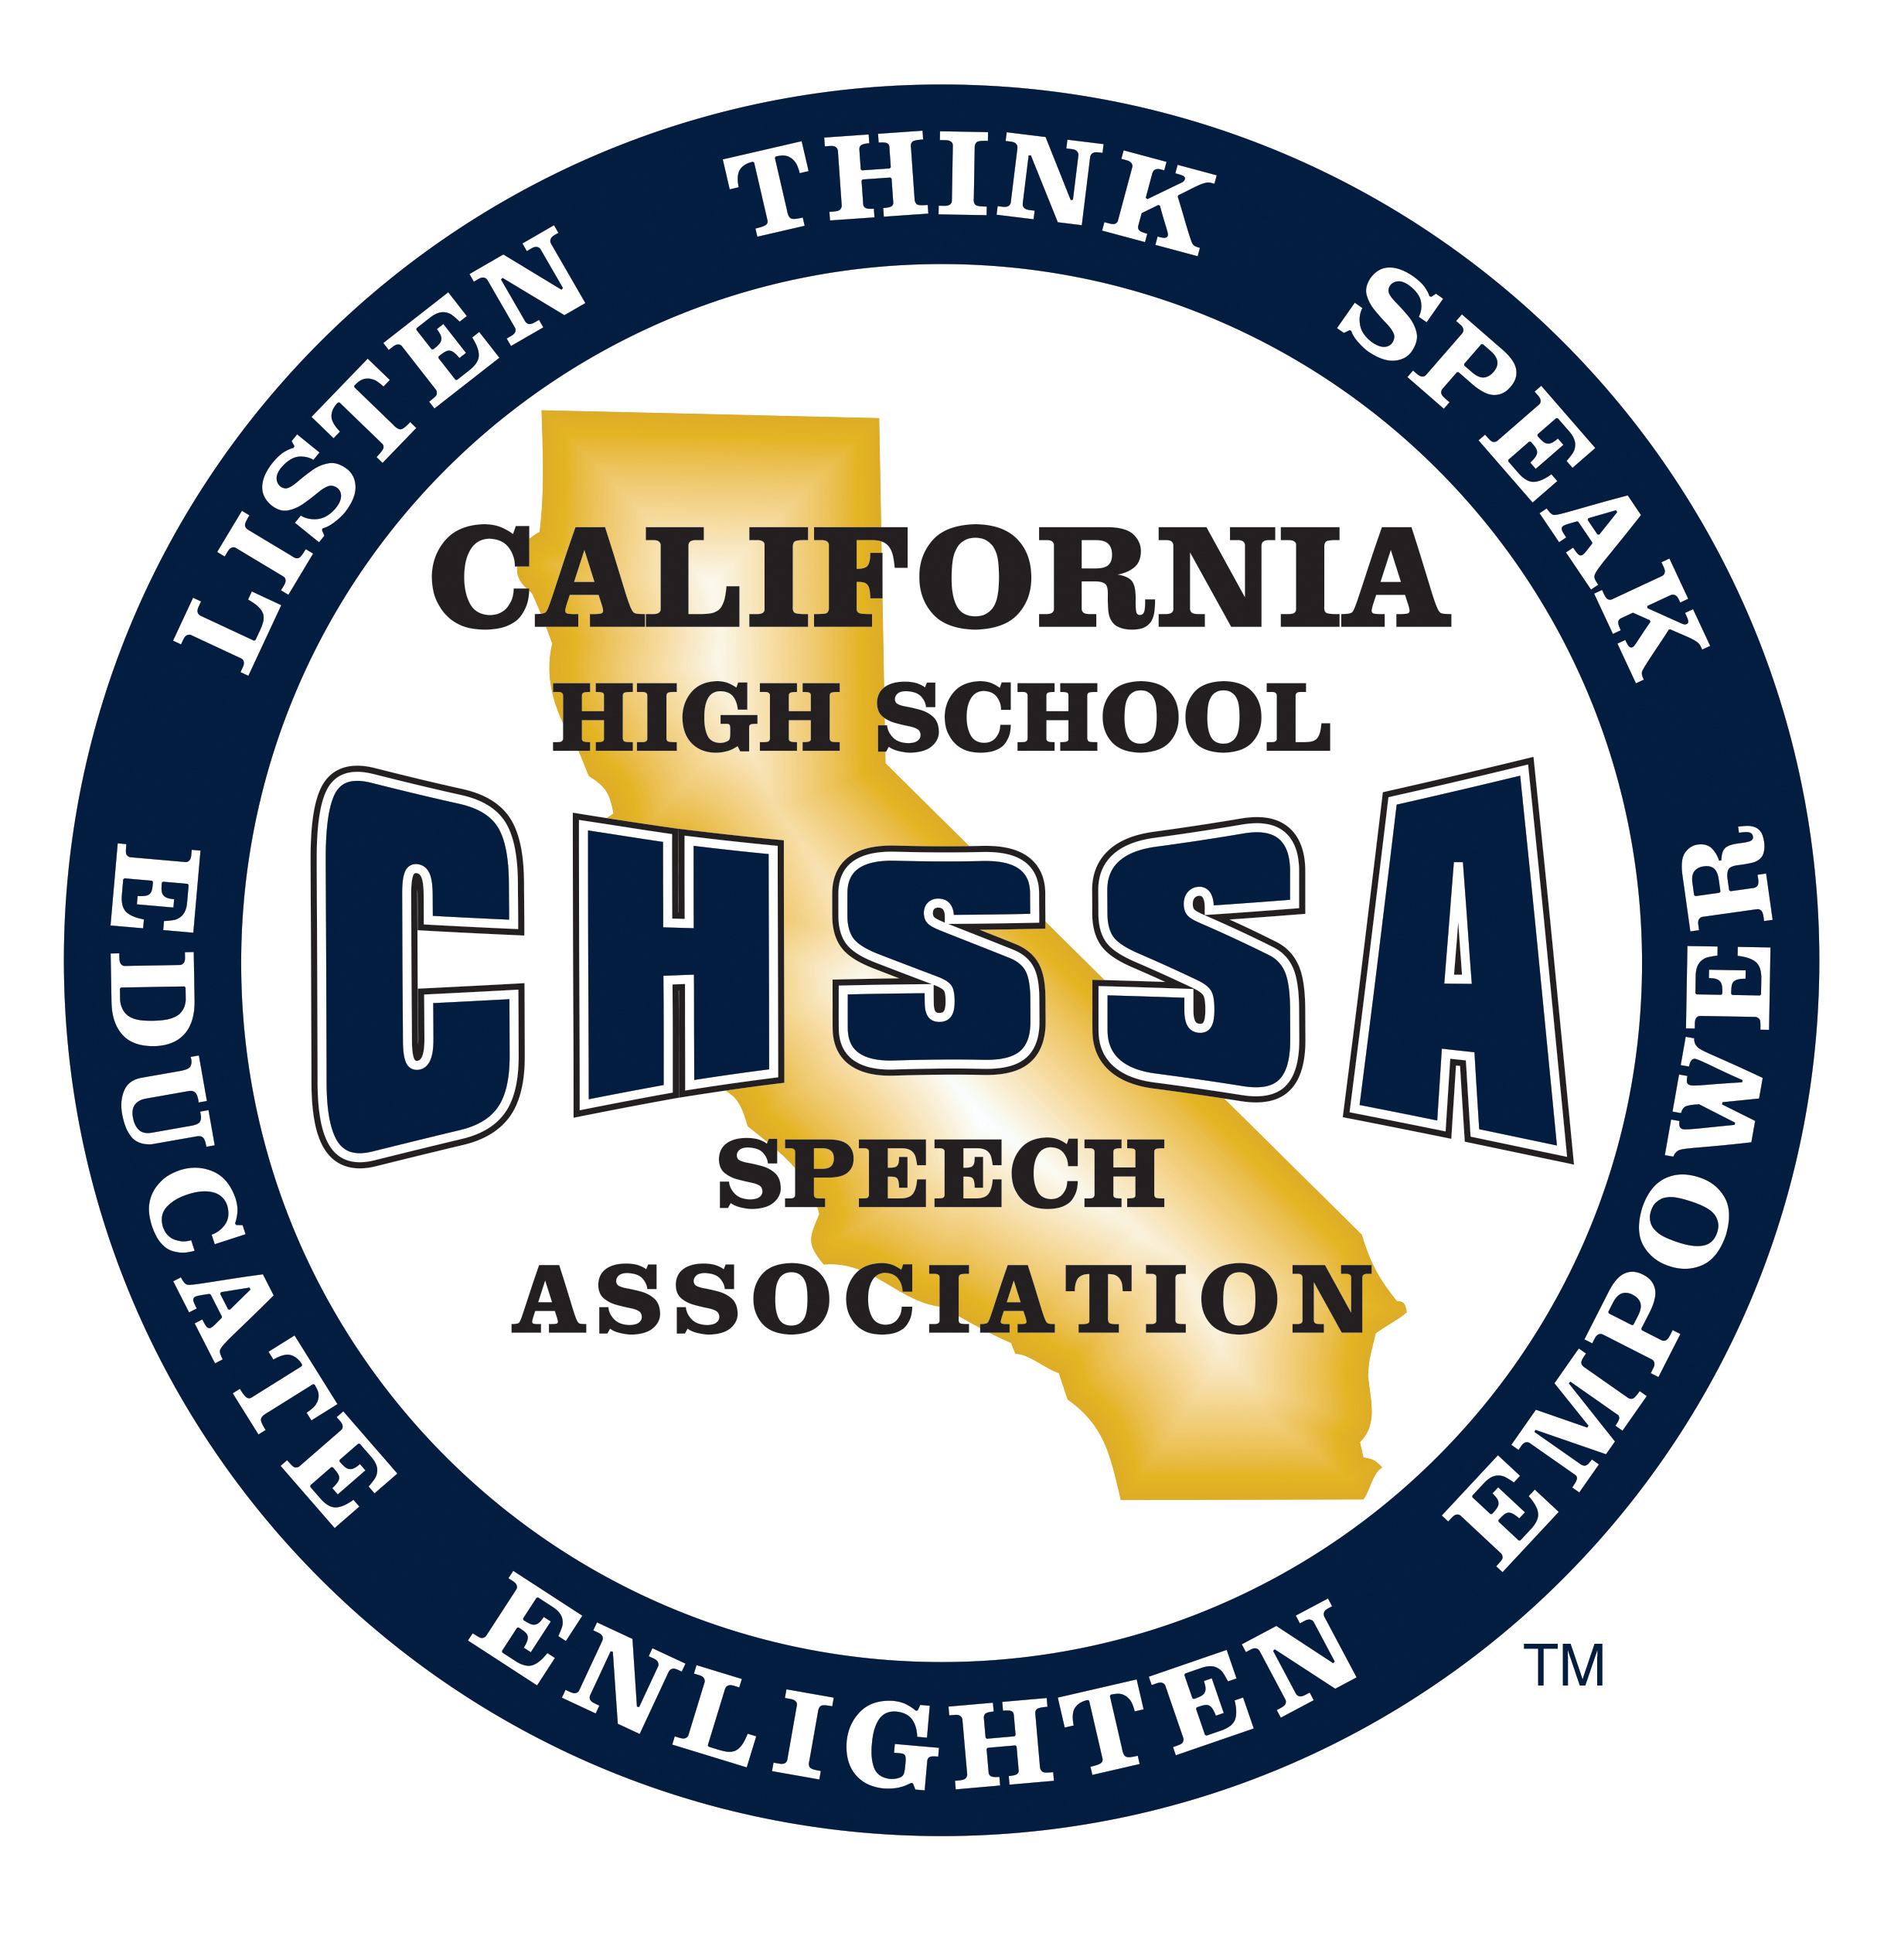 LISTEN THINK SPEAK
CALIFORNIA
HIGH SCHOOL
CHSSA
SPEECH
ASSOCIATION
EDUCATE ENLIGHTEN EMPOWER
TM